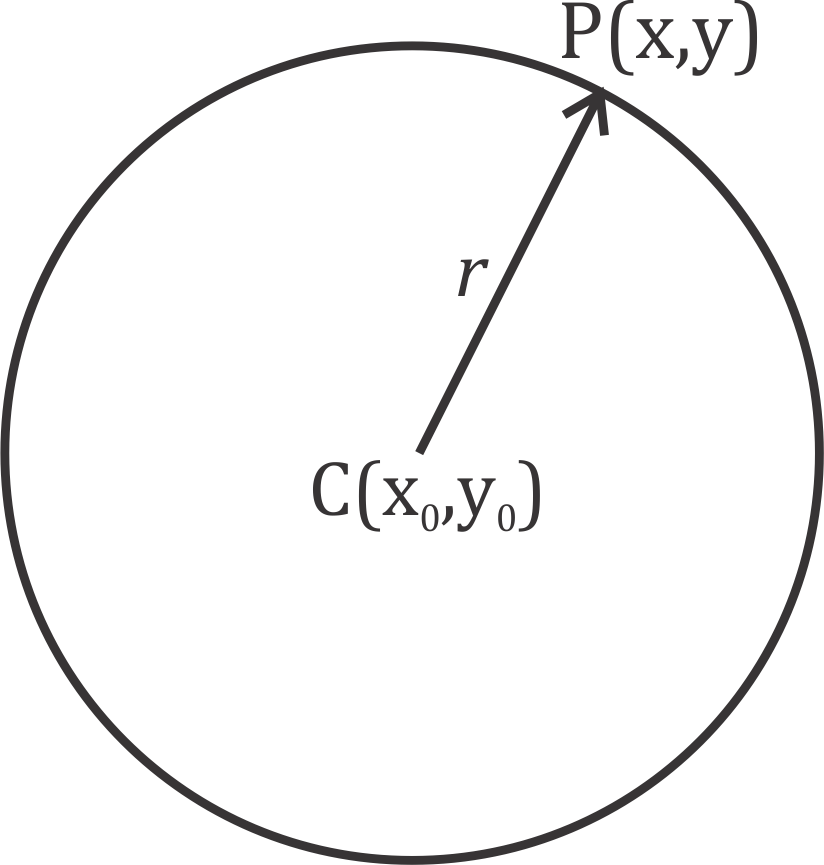 P(x,y)
r
C(x₀,y₀)